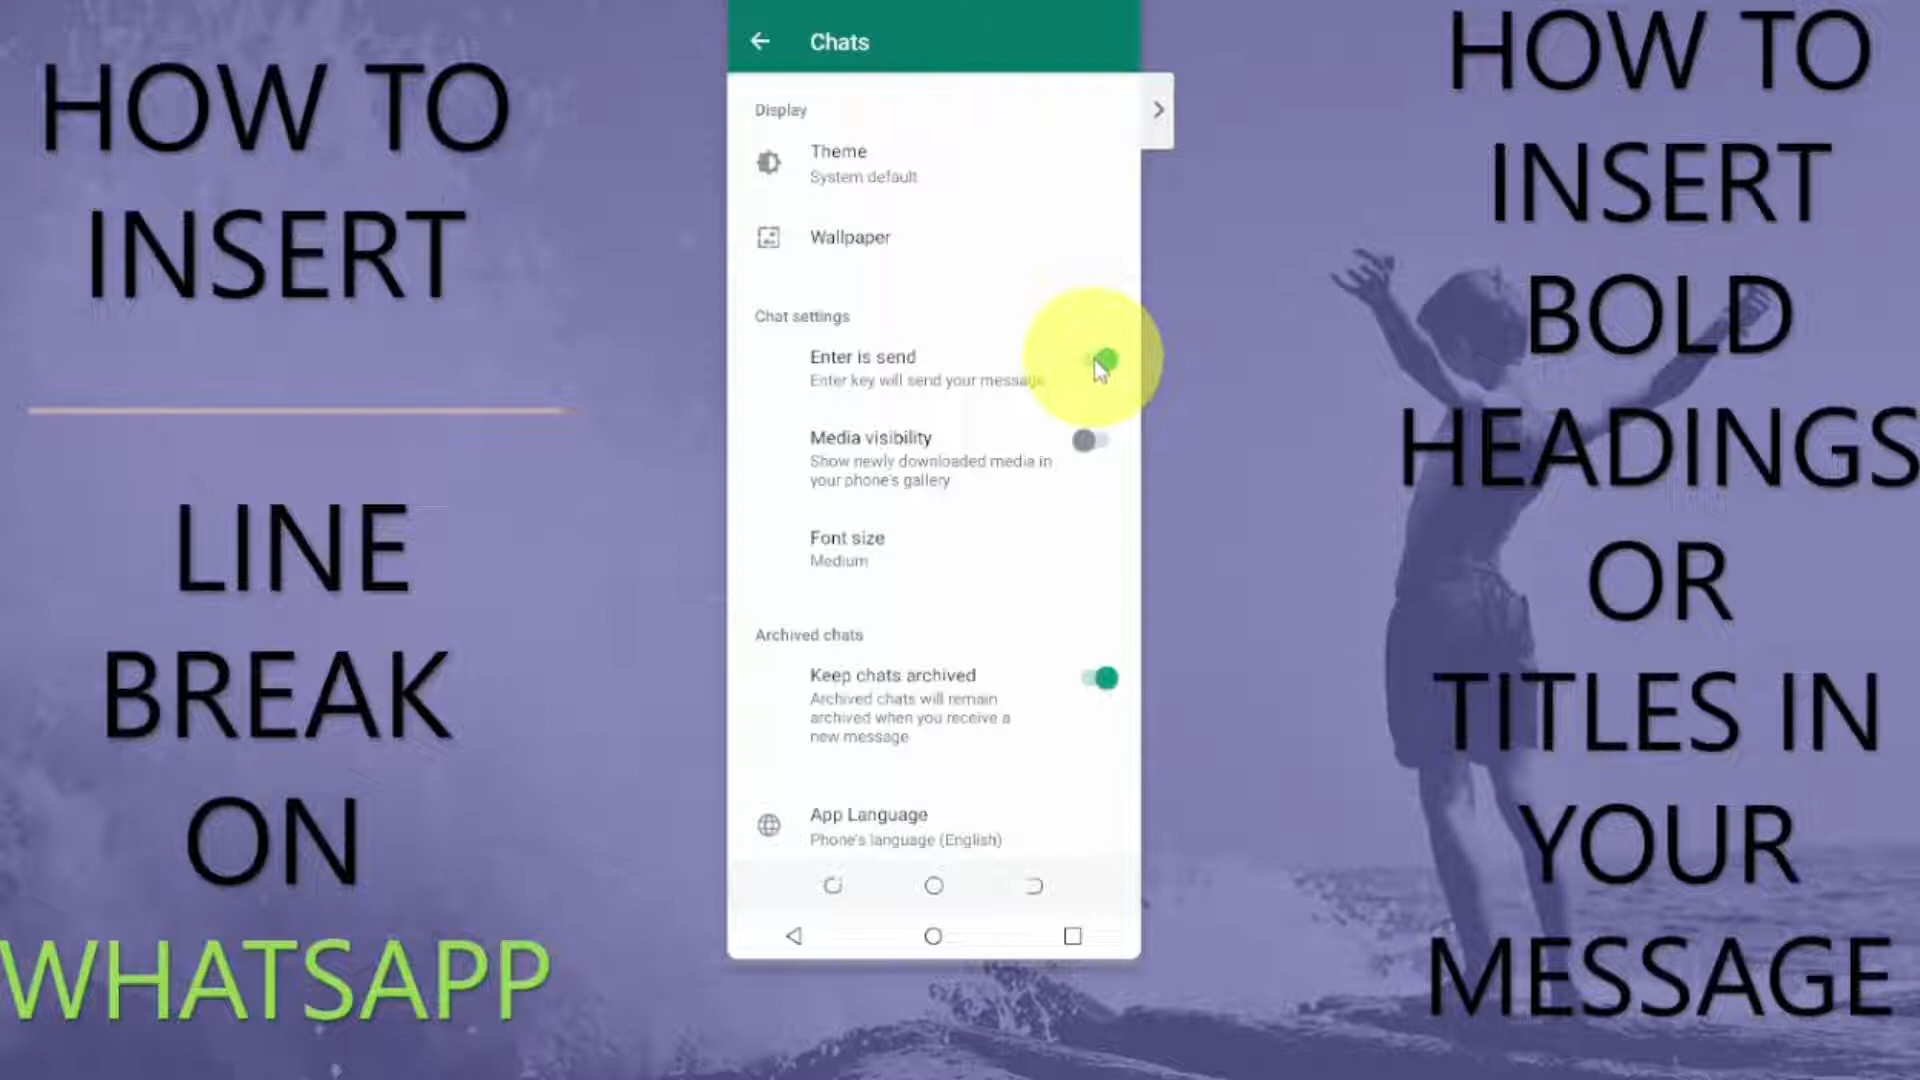 HOW TO
INSERT
LINE
BREAK
ON
WHATSAPP
Chats
Display
Theme
System default
Wallpaper
Chat settings
Enter is send
Enter key will send your message
Media visibility
Show newly downloaded media in
your phone's gallery
Font size
Medium
Archived chats
Keep chats archived
Archived chats will remain
archived when you receive a
new message
App Language
Phone's language (English)
HOW TO
INSERT
BOLD
HEADINGS
OR
TITLES IN
YOUR
MESSAGE